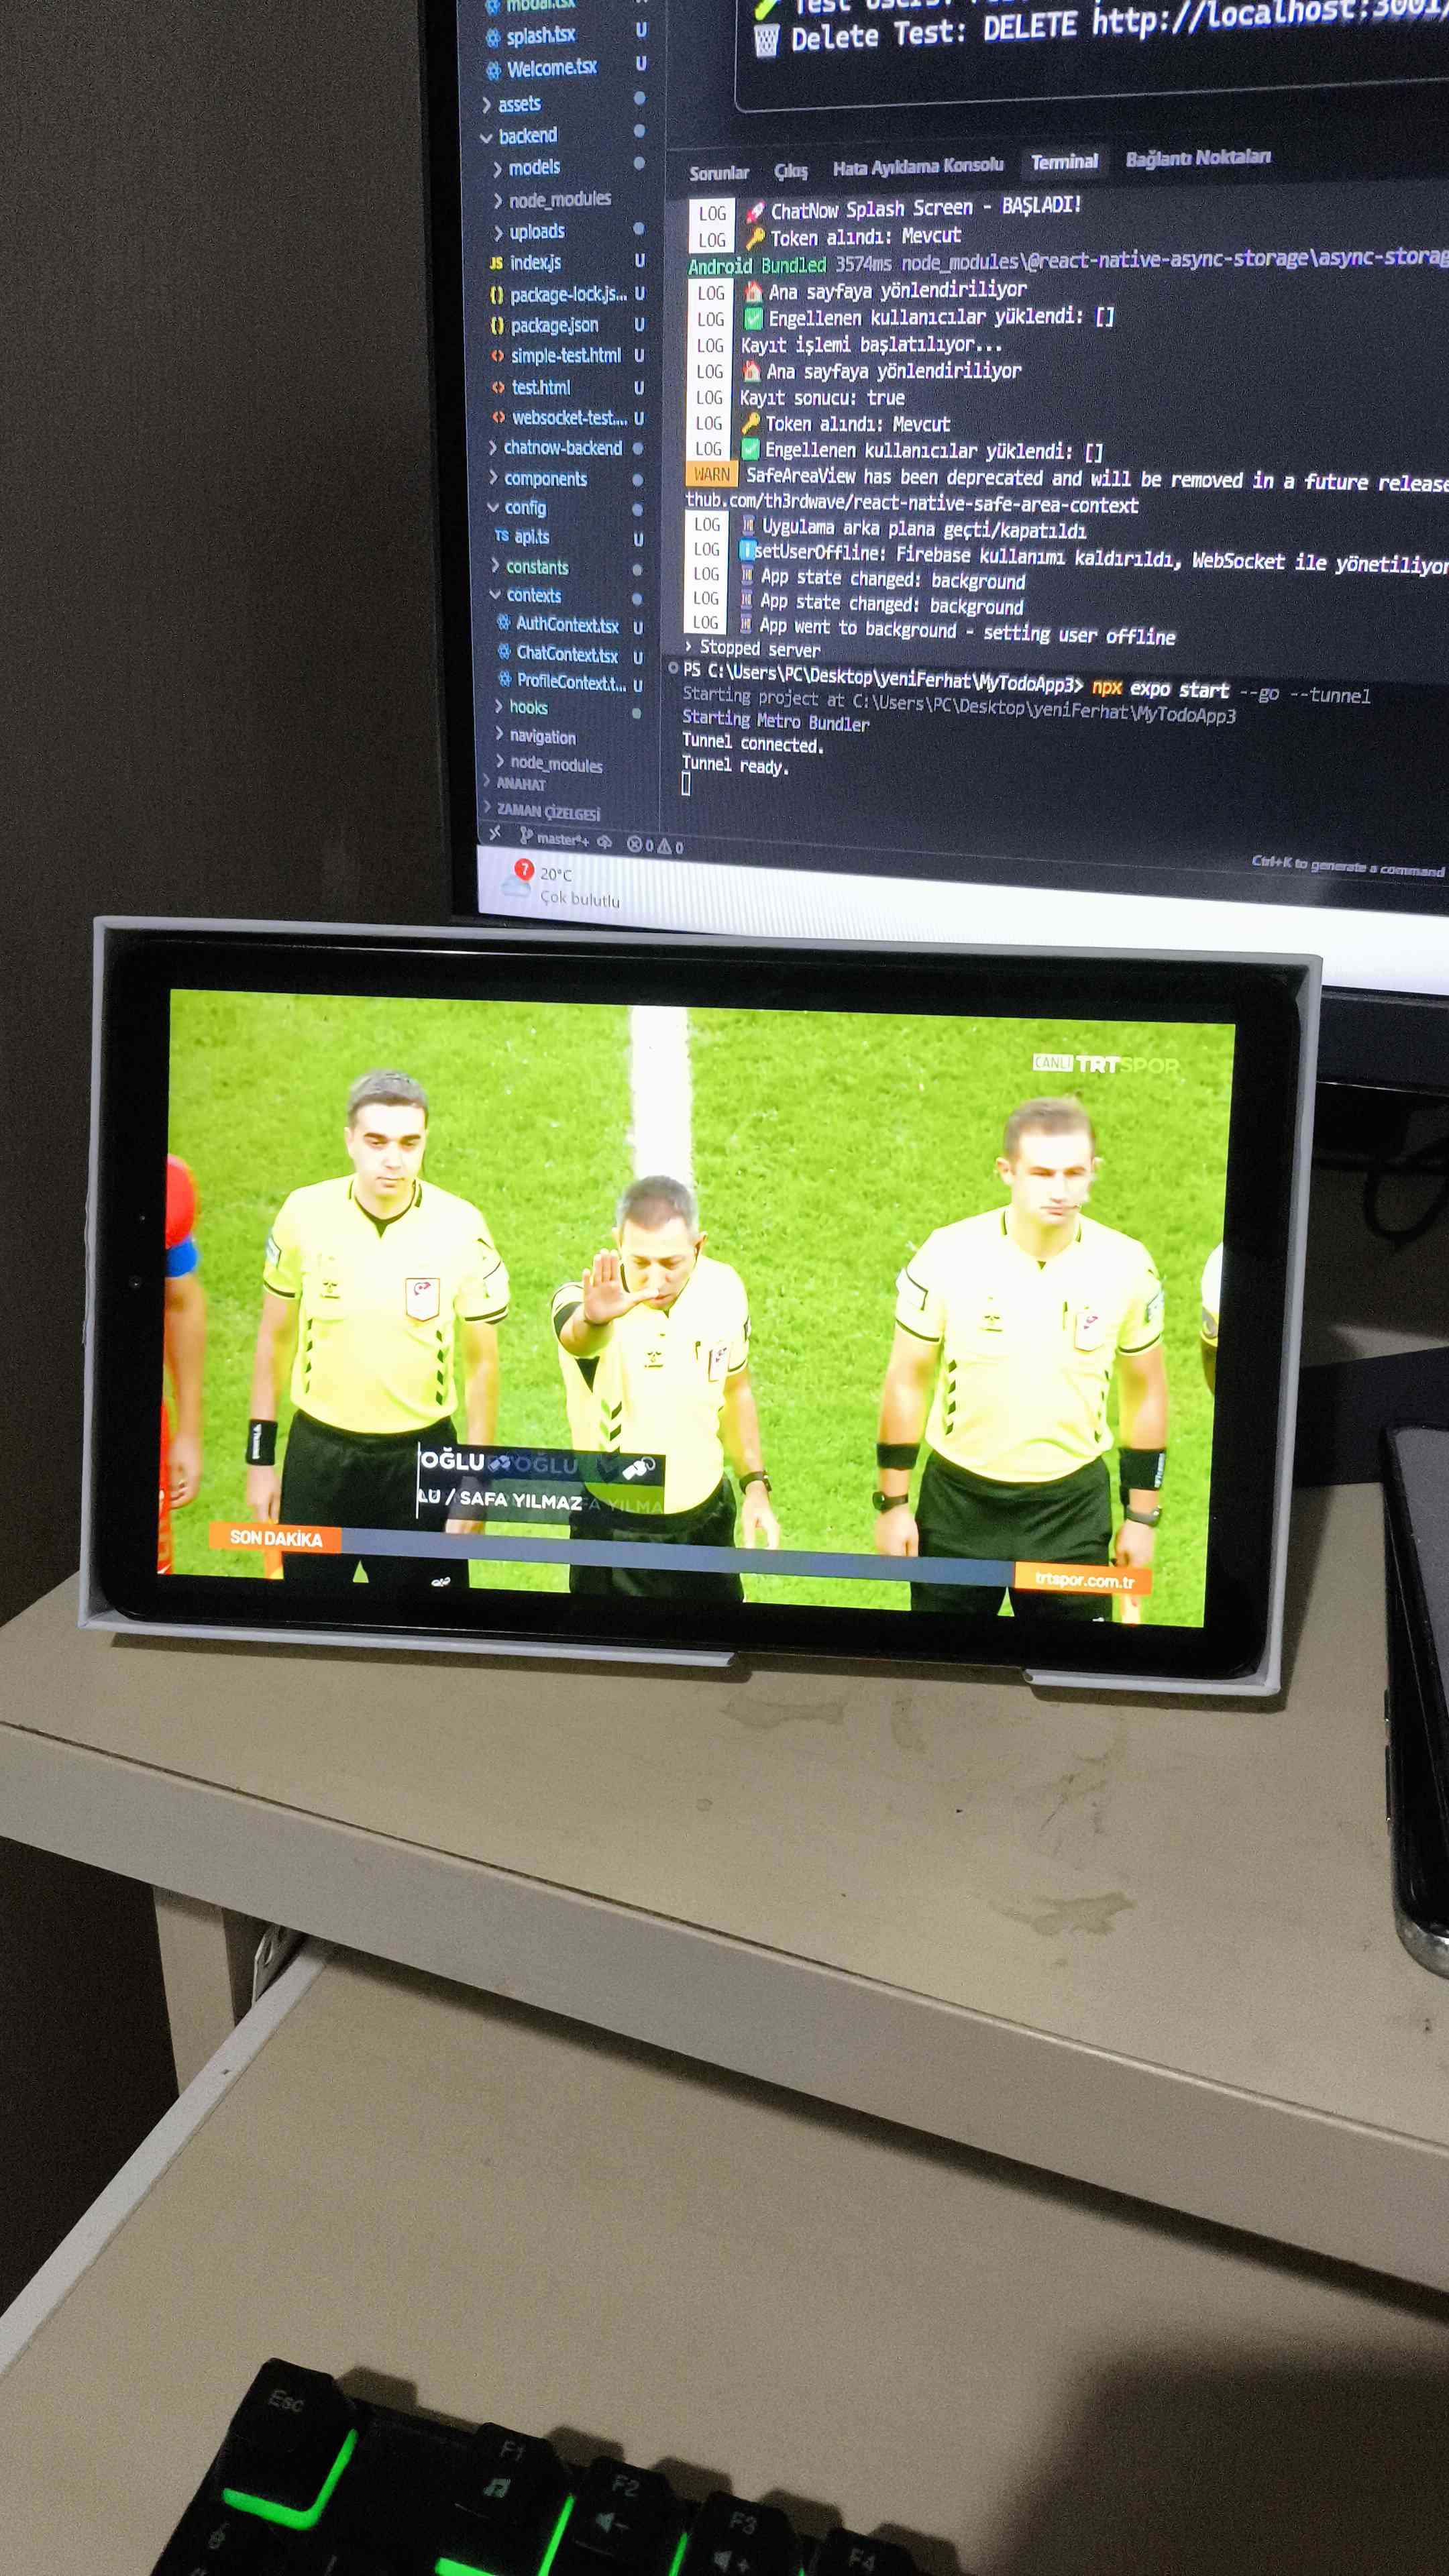 modal.tsx
splash.tsx U
Welcome.tsx U
assets
backend
models
node_modules
uploads
JS index.js U
{} package-lock.js... U
{} package.json U
<> simple-test.html U
<> test.html U
<> websocket-test.... U
chatnow-backend
components
config
TS api.ts U
constants
contexts
AuthContext.tsx U
ChatContext.tsx U
ProfileContext.t... U
hooks
navigation
node_modules
ANAHAT
ZAMAN ÇİZELGESİ
master*+ 0 0
Delete Test: DELETE http://localhost:3001/
Sorunlar Çıkış Hata Ayıklama Konsolu Terminal Bağlantı Noktaları
LOG 🚀 ChatNow Splash Screen - BAŞLADI!
LOG 🔑 Token alındı: Mevcut
Android Bundled 3574ms node_modules\@react-native-async-storage\async-storag
LOG 🏠 Ana sayfaya yönlendiriliyor
LOG ✅ Engellenen kullanıcılar yüklendi: []
LOG Kayıt işlemi başlatılıyor...
LOG 🏠 Ana sayfaya yönlendiriliyor
LOG Kayıt sonucu: true
LOG 🔑 Token alındı: Mevcut
LOG ✅ Engellenen kullanıcılar yüklendi: []
WARN SafeAreaView has been deprecated and will be removed in a future release
thub.com/th3rdwave/react-native-safe-area-context
LOG Uygulama arka plana geçti/kapatıldı
LOG ℹ️setUserOffline: Firebase kullanımı kaldırıldı, WebSocket ile yönetiliyor
LOG App state changed: background
LOG App state changed: background
LOG App went to background - setting user offline
› Stopped server
PS C:\Users\PC\Desktop\yeniFerhat\MyTodoApp3> npx expo start --go --tunnel
Starting project at C:\Users\PC\Desktop\yeniFerhat\MyTodoApp3
Starting Metro Bundler
Tunnel connected.
Tunnel ready.
Ctrl+K to generate a command
7
20°C
Çok bulutlu
CANLI TRTSPOR
OĞLU
LU / SAFA YILMAZ
SON DAKİKA
trtspor.com.tr
Esc
F1
F2
F3
F4